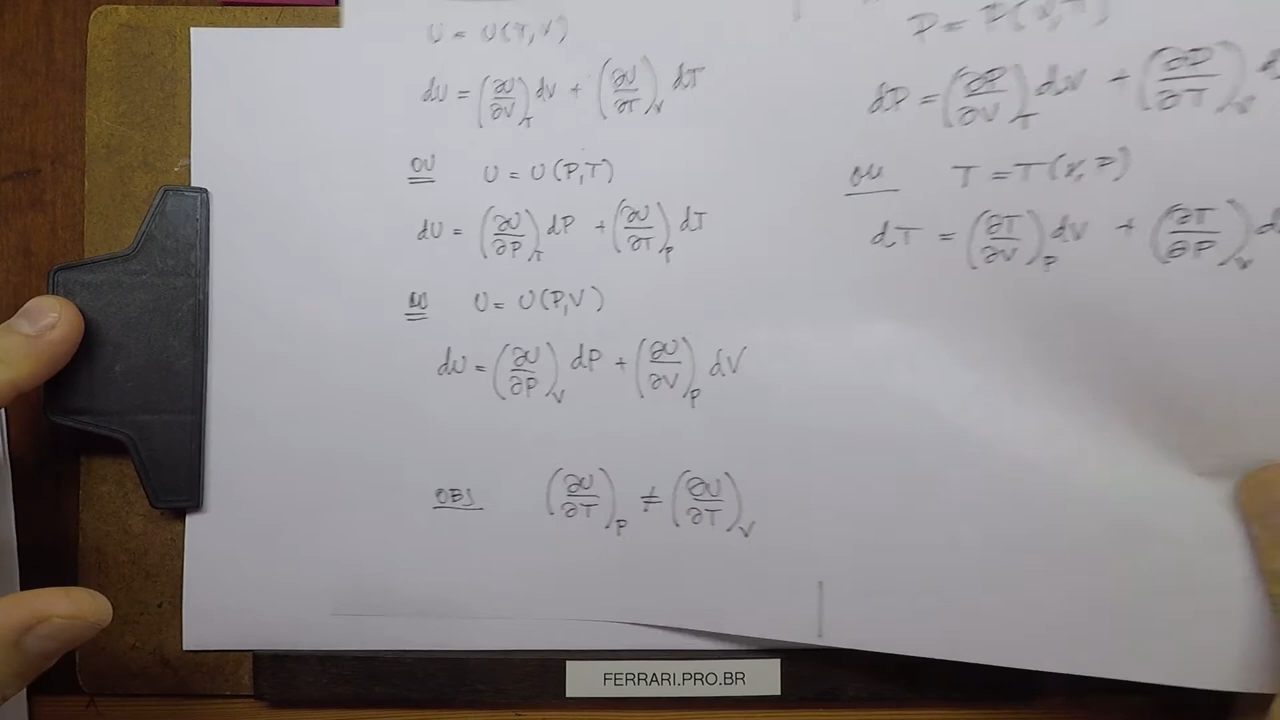 U = U(T,V)
dU = (∂U/∂V)_T dV + (∂U/∂T)_V dT
OU U = U(P,T)
dU = (∂U/∂P)_T dP + (∂U/∂T)_P dT
OU U = U(P,V)
dU = (∂U/∂P)_V dP + (∂U/∂V)_P dV
OBS (∂U/∂T)_P ≠ (∂U/∂T)_V
P = P(V,T)
dP = (∂P/∂V)_T dV + (∂P/∂T)_V d
OU T = T(V,P)
dT = (∂T/∂V)_P dV + (∂T/∂P)_V d
FERRARI.PRO.BR